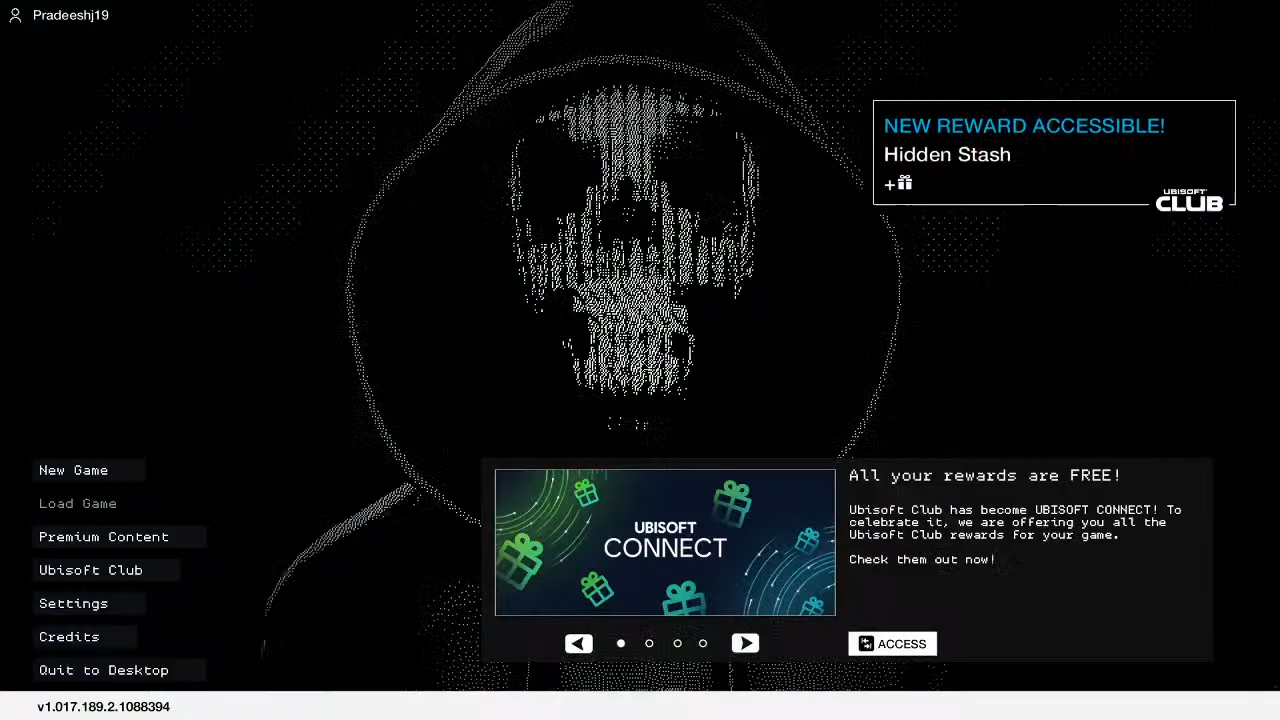 Pradeeshj19
NEW REWARD ACCESSIBLE!
Hidden Stash
+
UBISOFT
CLUB
New Game
Load Game
Premium Content
Ubisoft Club
Settings
Credits
Quit to Desktop
UBISOFT
CONNECT
All your rewards are FREE!
Ubisoft Club has become UBISOFT CONNECT! To
celebrate it, we are offering you all the
Ubisoft Club rewards for your game.
Check them out now!
ACCESS
v1.017.189.2.1088394